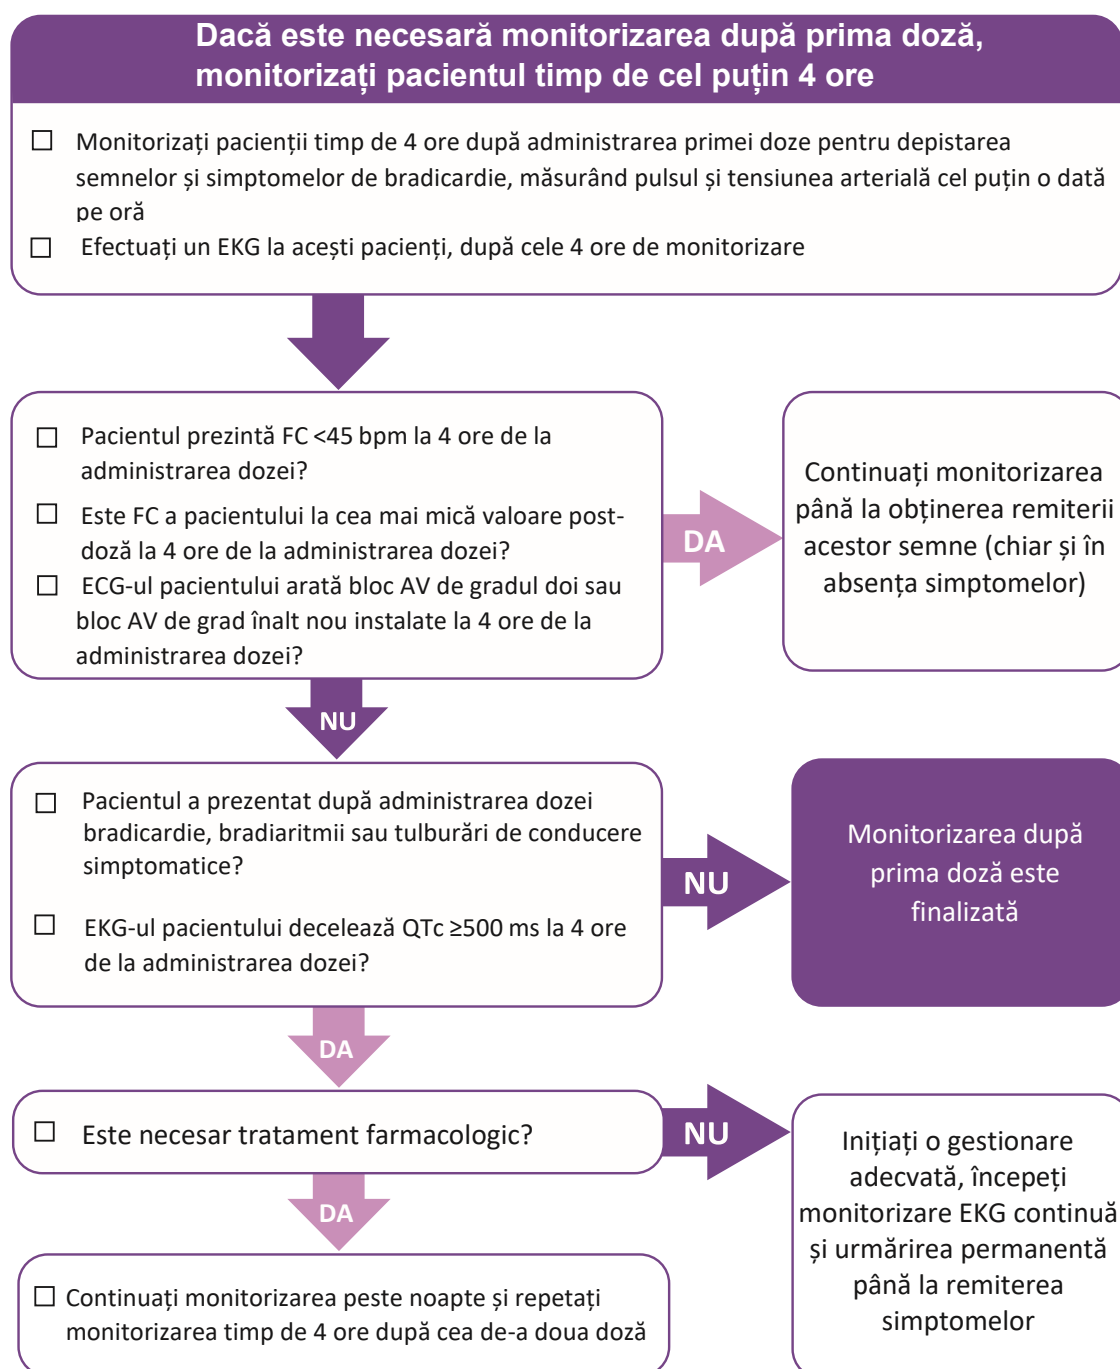 Dacă este necesară monitorizarea după prima doză,
monitorizați pacientul timp de cel puțin 4 ore
Monitorizați pacienții timp de 4 ore după administrarea primei doze pentru depistarea
semnelor și simptomelor de bradicardie, măsurând pulsul și tensiunea arterială cel puțin o dată
pe oră
Efectuați un EKG la acești pacienți, după cele 4 ore de monitorizare
Pacientul prezintă FC <45 bpm la 4 ore de la
administrarea dozei?
Este FC a pacientului la cea mai mică valoare post-
doză la 4 ore de la administrarea dozei?
ECG-ul pacientului arată bloc AV de gradul doi sau
bloc AV de grad înalt nou instalate la 4 ore de la
administrarea dozei?
DA
Continuați monitorizarea
până la obținerea remiterii
acestor semne (chiar și în
absența simptomelor)
NU
Pacientul a prezentat după administrarea dozei
bradicardie, bradiaritmii sau tulburări de conducere
simptomatice?
EKG-ul pacientului decelează QTc ≥500 ms la 4 ore
de la administrarea dozei?
NU
Monitorizarea după
prima doză este
finalizată
DA
Este necesar tratament farmacologic?
NU
Inițiați o gestionare
adecvată, începeți
monitorizare EKG continuă
și urmărirea permanentă
până la remiterea
simptomelor
DA
Continuați monitorizarea peste noapte și repetați
monitorizarea timp de 4 ore după cea de-a doua doză